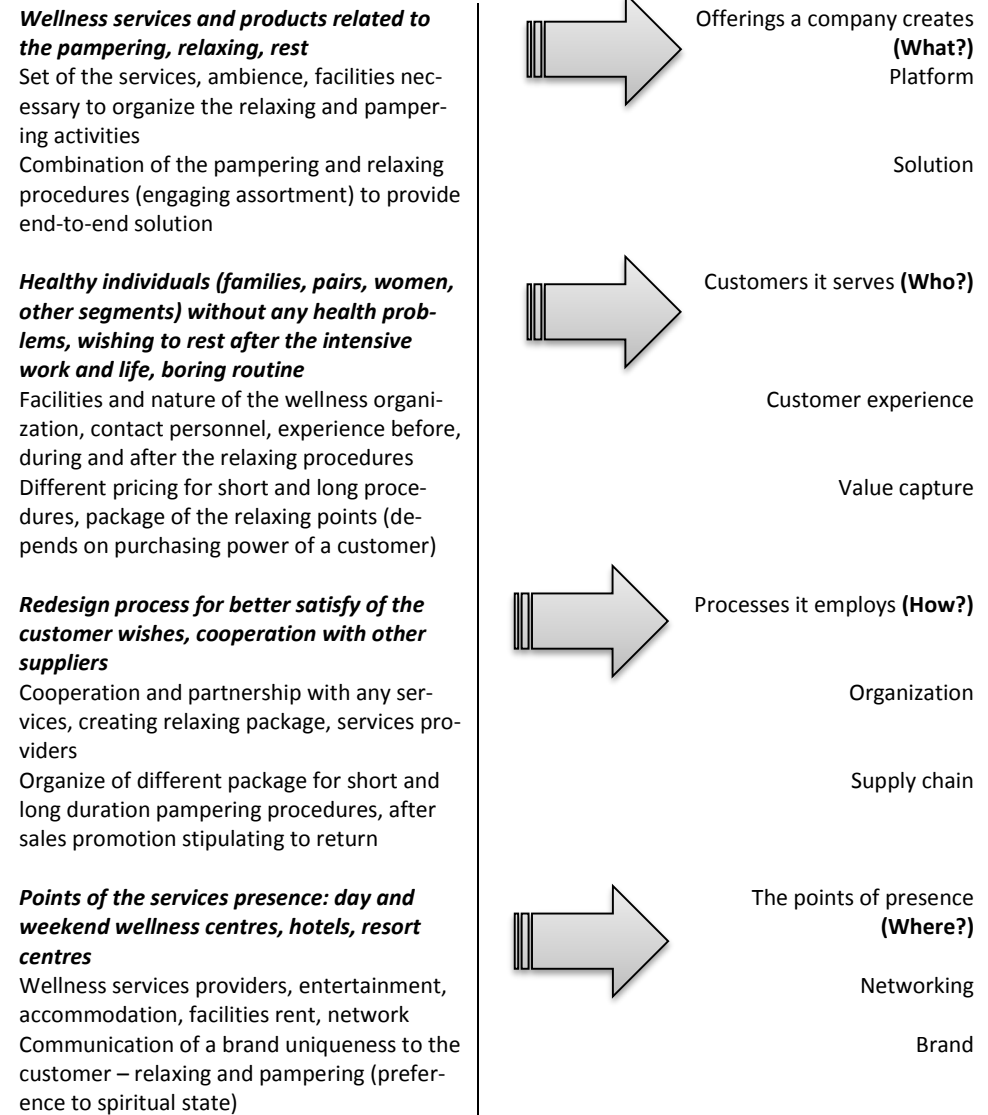 Wellness services and products related to
the pampering, relaxing, rest
Set of the services, ambience, facilities nec-
essary to organize the relaxing and pamper-
ing activities
Combination of the pampering and relaxing
procedures (engaging assortment) to provide
end-to-end solution
Offerings a company creates
(What?)
Platform
Solution
Healthy individuals (families, pairs, women,
other segments) without any health prob-
lems, wishing to rest after the intensive
work and life, boring routine
Facilities and nature of the wellness organi-
zation, contact personnel, experience before,
during and after the relaxing procedures
Different pricing for short and long proce-
dures, package of the relaxing points (de-
pends on purchasing power of a customer)
Customers it serves (Who?)
Customer experience
Value capture
Redesign process for better satisfy of the
customer wishes, cooperation with other
suppliers
Cooperation and partnership with any ser-
vices, creating relaxing package, services pro-
viders
Organize of different package for short and
long duration pampering procedures, after
sales promotion stipulating to return
Processes it employs (How?)
Organization
Supply chain
Points of the services presence: day and
weekend wellness centres, hotels, resort
centres
Wellness services providers, entertainment,
accommodation, facilities rent, network
Communication of a brand uniqueness to the
customer – relaxing and pampering (prefer-
ence to spiritual state)
The points of presence
(Where?)
Networking
Brand